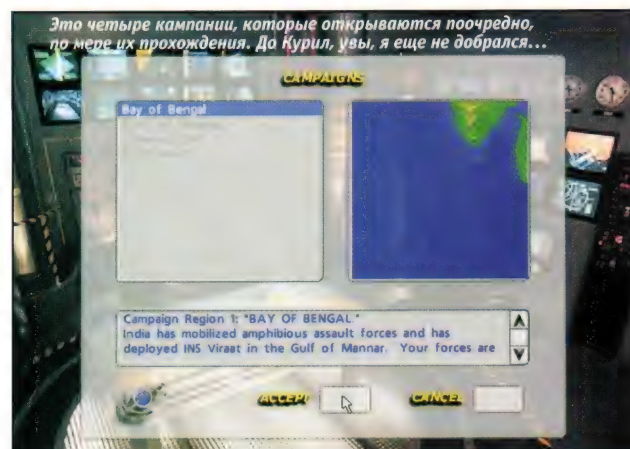 Это четыре кампании, которые открываются поочредно,
по мере их прохождения. До Курил, увы, я еще не добрался...
CAMPAIGNS
Bay of Bengal
Campaign Region 1: "BAY OF BENGAL."
India has mobilized amphibious assault forces and has
deployed INS Viraat in the Gulf of Mannar. Your forces are
ACCEPT
CANCEL